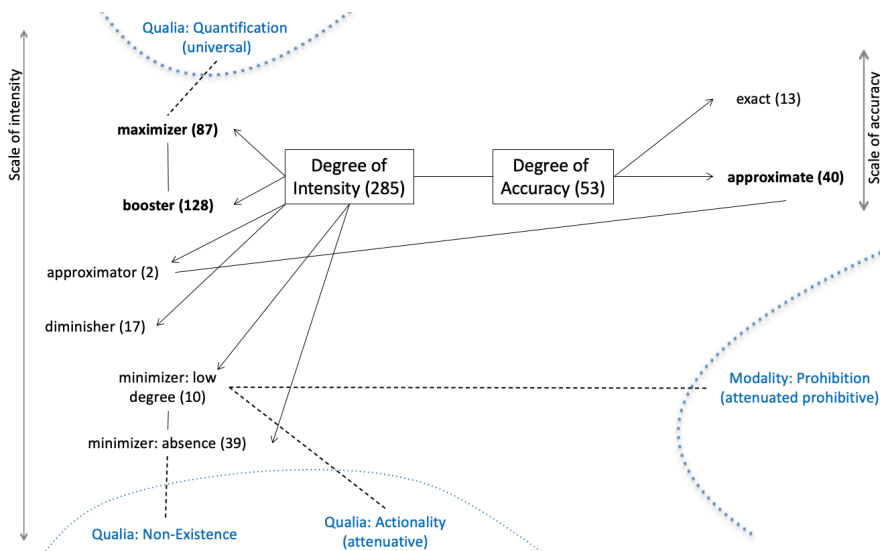 Qualia: Quantification
(universal)
Scale of intensity
Scale of accuracy
exact (13)
maximizer (87)
Degree of
Intensity (285)
Degree of
Accuracy (53)
approximate (40)
booster (128)
approximator (2)
diminisher (17)
minimizer: low
degree (10)
Modality: Prohibition
(attenuated prohibitive)
minimizer: absence (39)
Qualia: Non-Existence
Qualia: Actionality
(attenuative)